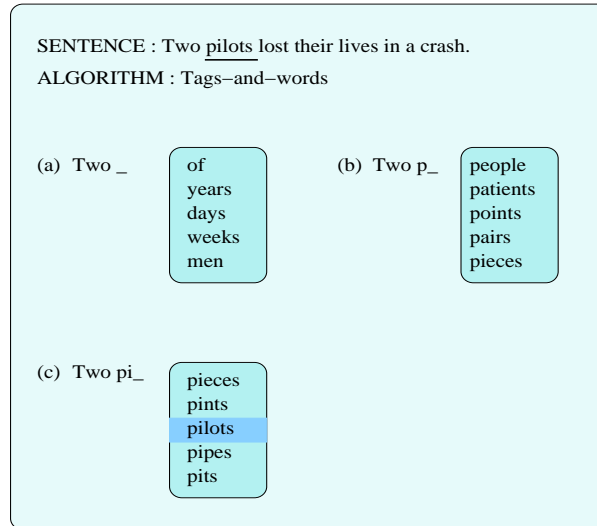 SENTENCE : Two pilots lost their lives in a crash.
ALGORITHM : Tags−and−words
(a) Two _
of
years
days
weeks
men
(b) Two p_
people
patients
points
pairs
pieces
(c) Two pi_
pieces
pints
pilots
pipes
pits